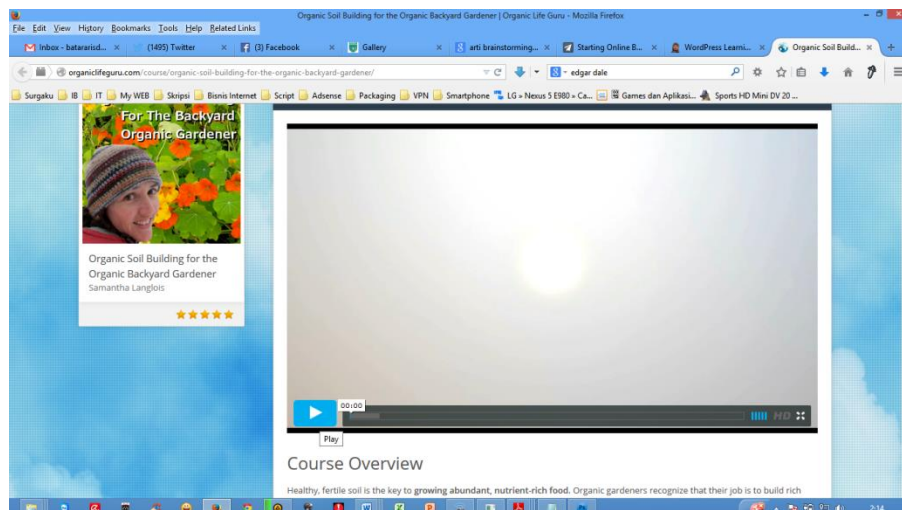 Organic Soil Building for the Organic Backyard Gardener | Organic Life Guru - Mozilla Firefox
File Edit View History Bookmarks Tools Help Related Links
Inbox - batararisd... × (1495) Twitter × (3) Facebook × Gallery × arti brainstorming... × Starting Online B... × WordPress Learni... × Organic Soil Build... × +
organiclifeguru.com/course/organic-soil-building-for-the-organic-backyard-gardener/ edgar dale
Surgaku IB IT My WEB Skripsi Bisnis Internet Script Adsense Packaging VPN Smartphone LG » Nexus 5 E980 » Ca... Games dan Aplikasi... Sports HD Mini DV 20 ...
For The Backyard
Organic Gardener
Organic Soil Building for the
Organic Backyard Gardener
Samantha Langlois
00:00
HD
Play
Course Overview
Healthy, fertile soil is the key to growing abundant, nutrient-rich food. Organic gardeners recognize that their job is to build rich
2:14